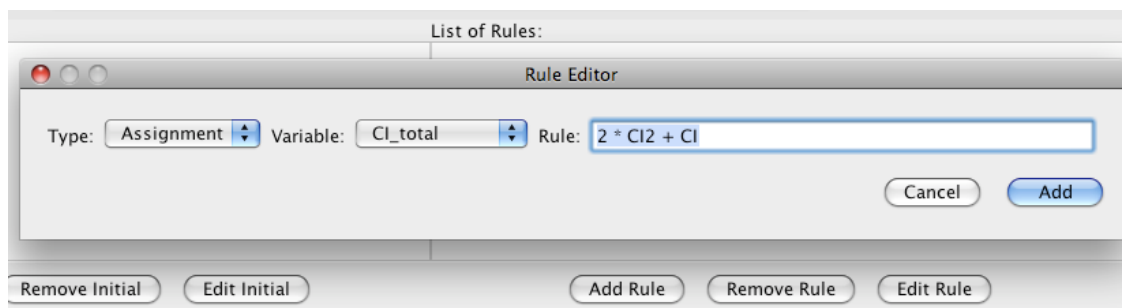 List of Rules:
Rule Editor
Type: Assignment Variable: CI_total Rule: 2 * CI2 + CI
Cancel Add
Remove Initial Edit Initial Add Rule Remove Rule Edit Rule